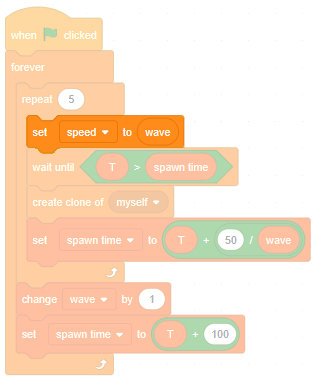 when clicked
forever
repeat 5
set speed to wave
wait until T > spawn time
create clone of myself
set spawn time to T + 50 / wave
change wave by 1
set spawn time to T + 100